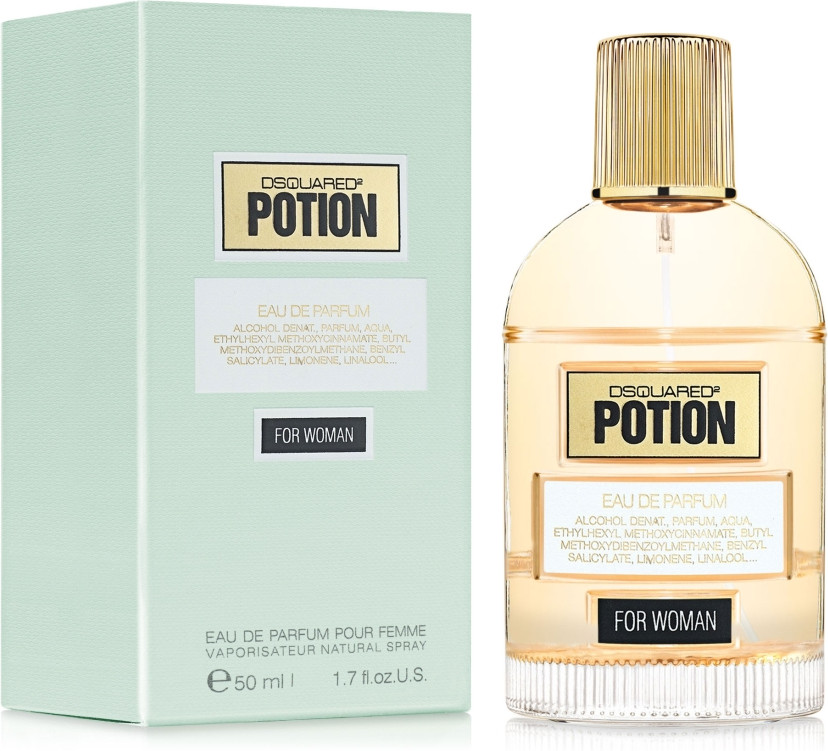 DSQUARED²
POTION
EAU DE PARFUM
ALCOHOL DENAT., PARFUM, AQUA,
ETHYLHEXYL METHOXYCINNAMATE, BUTYL
METHOXYDIBENZOYLMETHANE, BENZYL
SALICYLATE, LIMONENE, LINALOOL...
FOR WOMAN
EAU DE PARFUM POUR FEMME
VAPORISATEUR NATURAL SPRAY
℮ 50 ml | 1.7 fl.oz.U.S.
DSQUARED²
POTION
EAU DE PARFUM
ALCOHOL DENAT., PARFUM, AQUA,
ETHYLHEXYL METHOXYCINNAMATE, BUTYL
METHOXYDIBENZOYLMETHANE, BENZYL
SALICYLATE, LIMONENE, LINALOOL...
FOR WOMAN